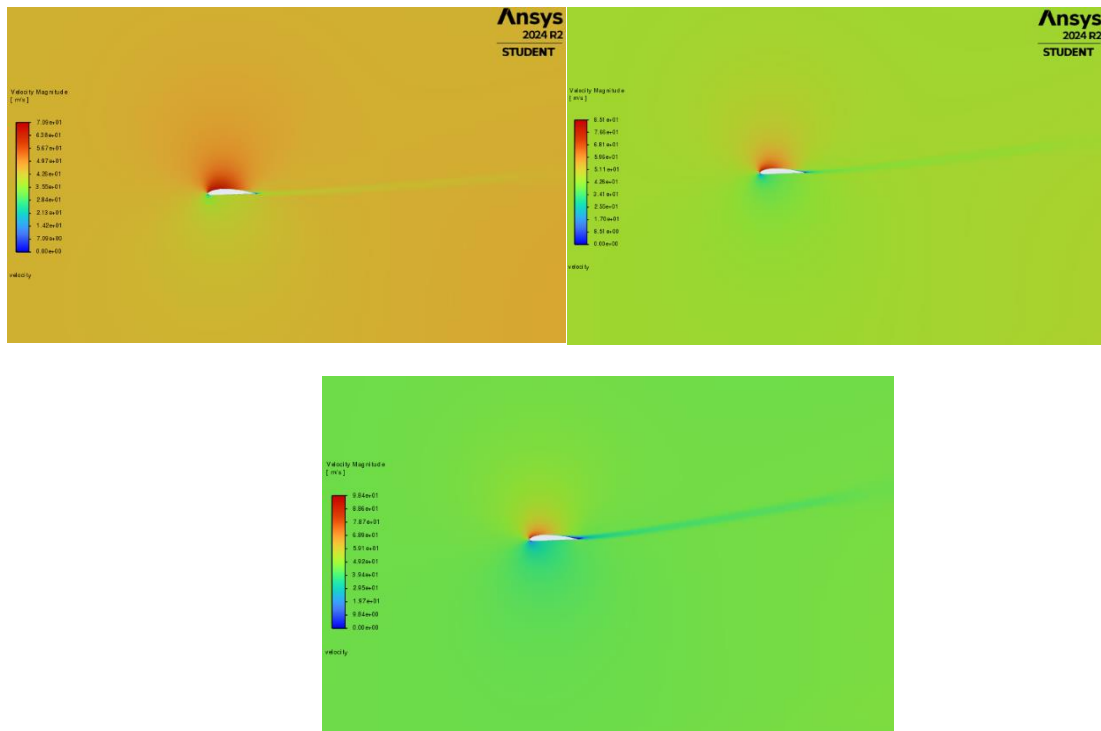 Ansys
2024 R2
STUDENT
Velocity Magnitude
[ m/s ]
7.09e+01
6.38e+01
5.67e+01
4.97e+01
4.26e+01
3.55e+01
2.84e+01
2.13e+01
1.42e+01
7.09e+00
0.00e+00
velocity
Ansys
2024 R2
STUDENT
Velocity Magnitude
[ m/s ]
8.51e+01
7.66e+01
6.81e+01
5.96e+01
5.11e+01
4.26e+01
3.41e+01
2.55e+01
1.70e+01
8.51e+00
0.00e+00
velocity
Velocity Magnitude
[ m/s ]
9.84e+01
8.86e+01
7.87e+01
6.89e+01
5.91e+01
4.92e+01
3.94e+01
2.95e+01
1.97e+01
9.84e+00
0.00e+00
velocity